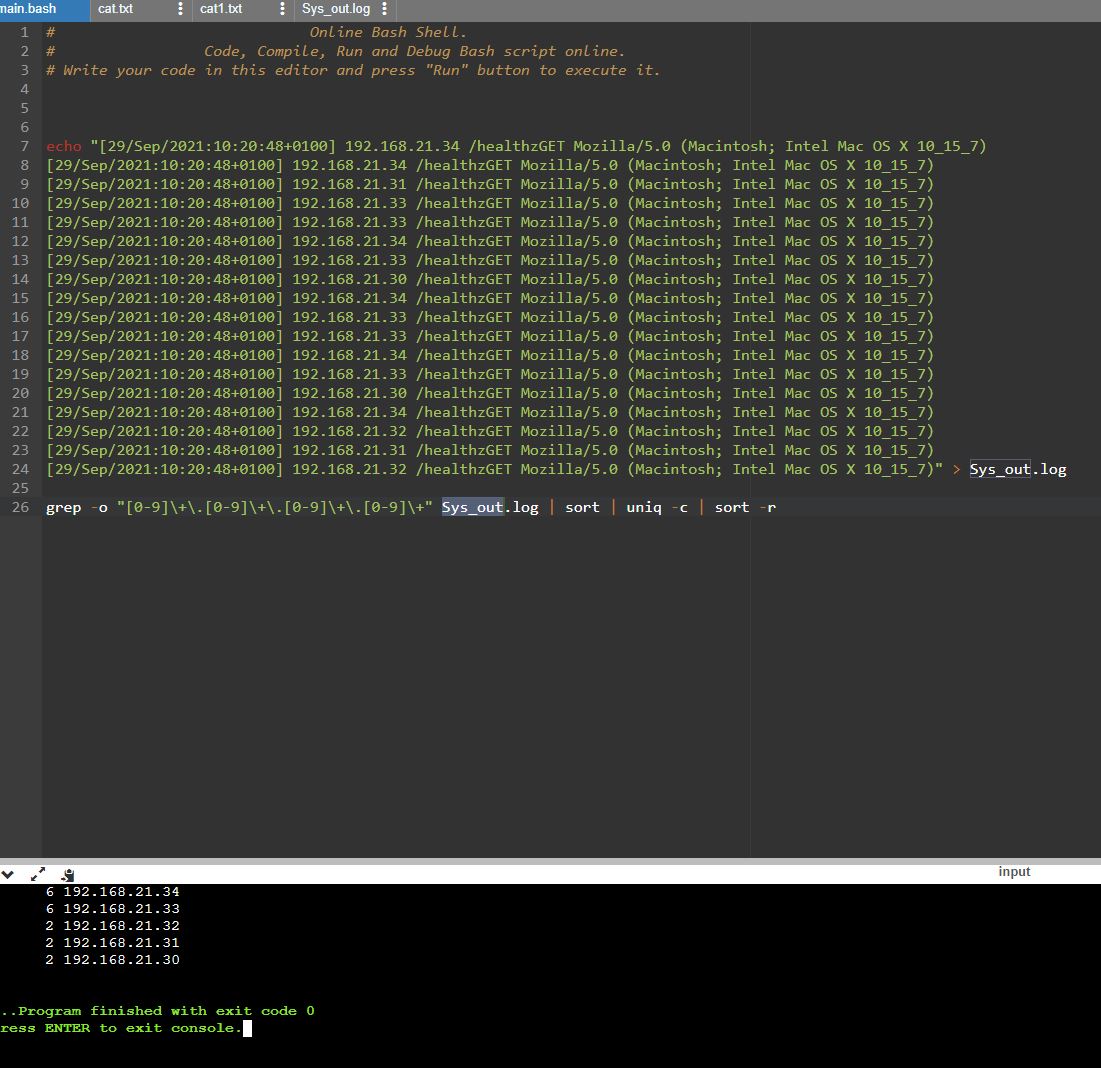 main.bash cat.txt cat1.txt Sys_out.log
1 # Online Bash Shell.
2 # Code, Compile, Run and Debug Bash script online.
3 # Write your code in this editor and press "Run" button to execute it.
4
5
6
7 echo "[29/Sep/2021:10:20:48+0100] 192.168.21.34 /healthzGET Mozilla/5.0 (Macintosh; Intel Mac OS X 10_15_7)
8 [29/Sep/2021:10:20:48+0100] 192.168.21.34 /healthzGET Mozilla/5.0 (Macintosh; Intel Mac OS X 10_15_7)
9 [29/Sep/2021:10:20:48+0100] 192.168.21.31 /healthzGET Mozilla/5.0 (Macintosh; Intel Mac OS X 10_15_7)
10 [29/Sep/2021:10:20:48+0100] 192.168.21.33 /healthzGET Mozilla/5.0 (Macintosh; Intel Mac OS X 10_15_7)
11 [29/Sep/2021:10:20:48+0100] 192.168.21.33 /healthzGET Mozilla/5.0 (Macintosh; Intel Mac OS X 10_15_7)
12 [29/Sep/2021:10:20:48+0100] 192.168.21.34 /healthzGET Mozilla/5.0 (Macintosh; Intel Mac OS X 10_15_7)
13 [29/Sep/2021:10:20:48+0100] 192.168.21.33 /healthzGET Mozilla/5.0 (Macintosh; Intel Mac OS X 10_15_7)
14 [29/Sep/2021:10:20:48+0100] 192.168.21.30 /healthzGET Mozilla/5.0 (Macintosh; Intel Mac OS X 10_15_7)
15 [29/Sep/2021:10:20:48+0100] 192.168.21.34 /healthzGET Mozilla/5.0 (Macintosh; Intel Mac OS X 10_15_7)
16 [29/Sep/2021:10:20:48+0100] 192.168.21.33 /healthzGET Mozilla/5.0 (Macintosh; Intel Mac OS X 10_15_7)
17 [29/Sep/2021:10:20:48+0100] 192.168.21.33 /healthzGET Mozilla/5.0 (Macintosh; Intel Mac OS X 10_15_7)
18 [29/Sep/2021:10:20:48+0100] 192.168.21.34 /healthzGET Mozilla/5.0 (Macintosh; Intel Mac OS X 10_15_7)
19 [29/Sep/2021:10:20:48+0100] 192.168.21.33 /healthzGET Mozilla/5.0 (Macintosh; Intel Mac OS X 10_15_7)
20 [29/Sep/2021:10:20:48+0100] 192.168.21.30 /healthzGET Mozilla/5.0 (Macintosh; Intel Mac OS X 10_15_7)
21 [29/Sep/2021:10:20:48+0100] 192.168.21.34 /healthzGET Mozilla/5.0 (Macintosh; Intel Mac OS X 10_15_7)
22 [29/Sep/2021:10:20:48+0100] 192.168.21.32 /healthzGET Mozilla/5.0 (Macintosh; Intel Mac OS X 10_15_7)
23 [29/Sep/2021:10:20:48+0100] 192.168.21.31 /healthzGET Mozilla/5.0 (Macintosh; Intel Mac OS X 10_15_7)
24 [29/Sep/2021:10:20:48+0100] 192.168.21.32 /healthzGET Mozilla/5.0 (Macintosh; Intel Mac OS X 10_15_7)" > Sys_out.log
25
26 grep -o "[0-9]\+\.[0-9]\+\.[0-9]\+\.[0-9]\+" Sys_out.log | sort | uniq -c | sort -r
input
6 192.168.21.34
6 192.168.21.33
2 192.168.21.32
2 192.168.21.31
2 192.168.21.30
..Program finished with exit code 0
ress ENTER to exit console.